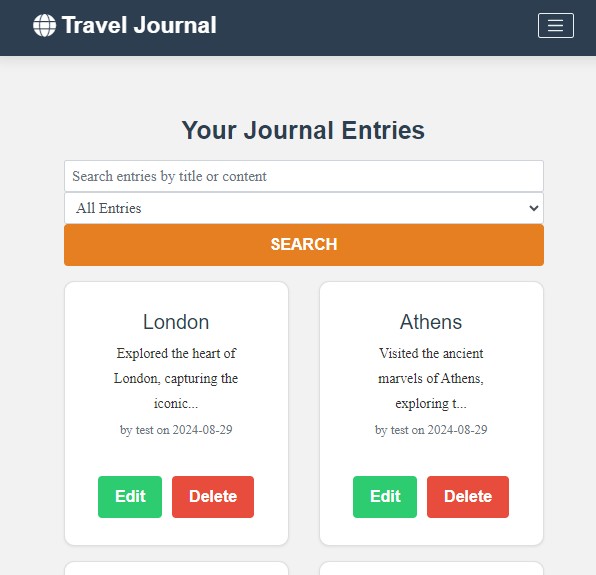 Travel Journal
Your Journal Entries
Search entries by title or content
All Entries
SEARCH
London
Explored the heart of
London, capturing the
iconic...
by test on 2024-08-29
Edit
Delete
Athens
Visited the ancient
marvels of Athens,
exploring t...
by test on 2024-08-29
Edit
Delete